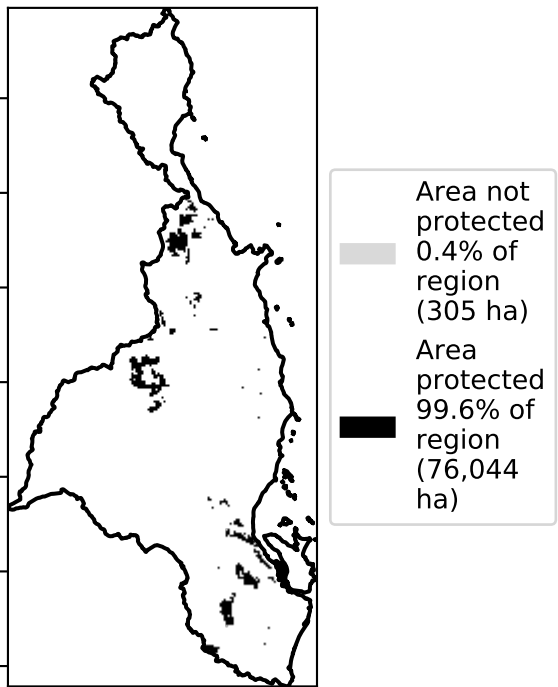 Area not
protected
0.4% of
region
(305 ha)
Area
protected
99.6% of
region
(76,044
ha)